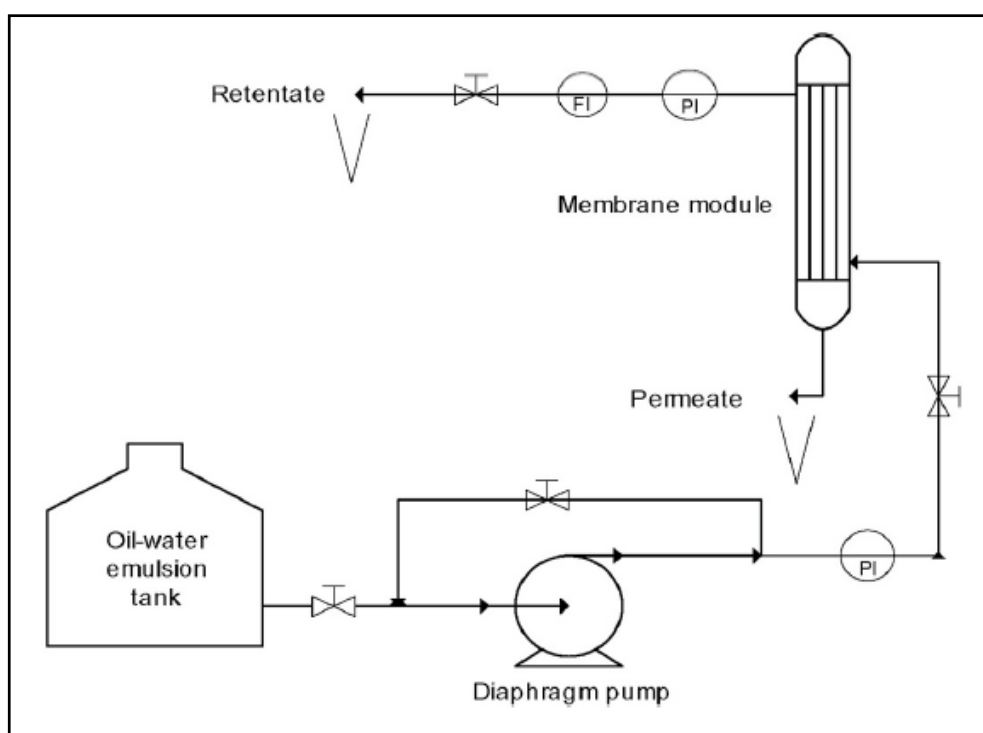 Retentate
FI
PI
Membrane module
Permeate
Oil-water
emulsion
tank
PI
Diaphragm pump